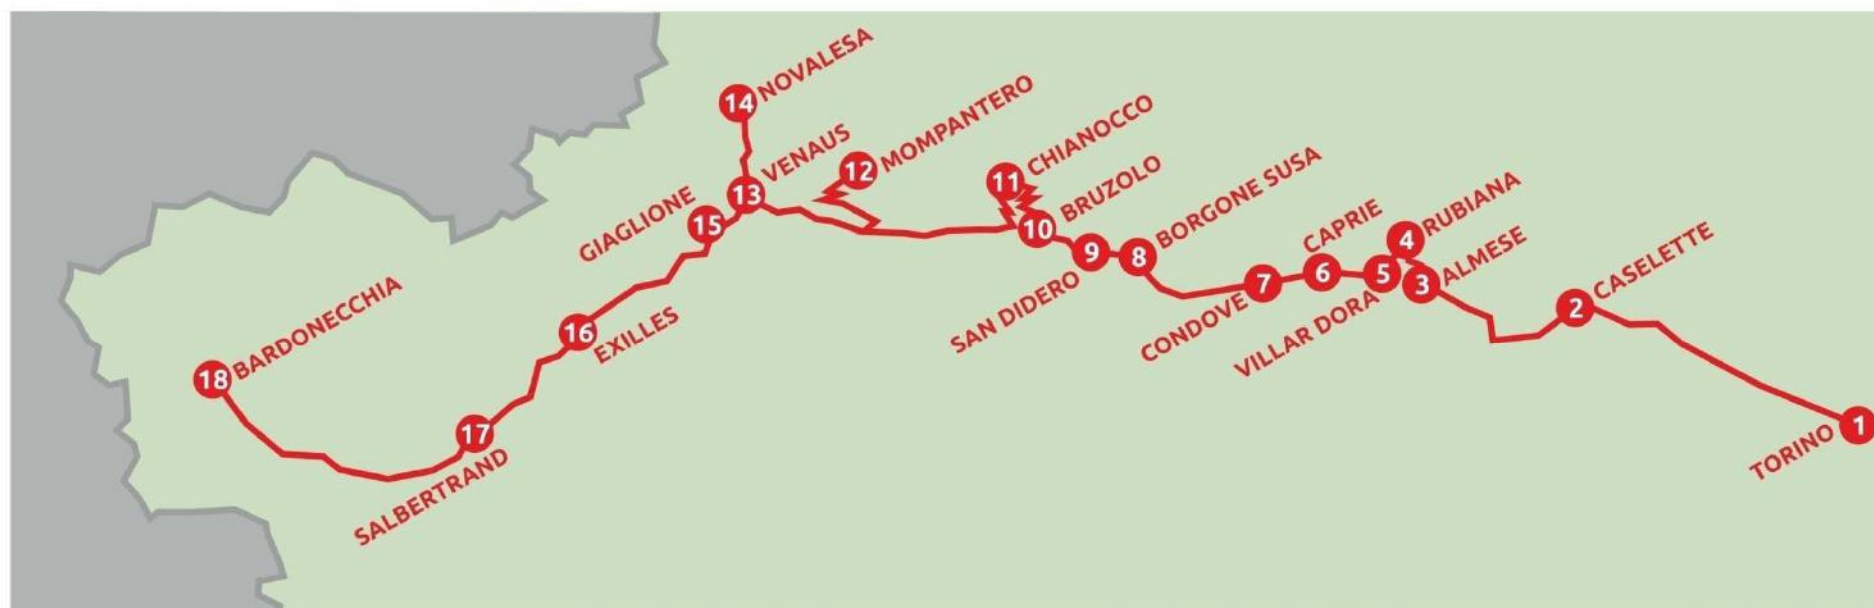 14 NOVALESA
12 MOMPANTERO
11 CHIANOCCO
13 VENAUS
15 GIAGLIONE
10 BRUZOLO
9 SAN DIDERO
8 BORGONE SUSA
7 CONDOVE
6 CAPRIE
5 VILLAR DORA
4 RUBIANA
3 ALMESE
2 CASELETTE
1 TORINO
16 EXILLES
18 BARDONECCHIA
17 SALBERTRAND